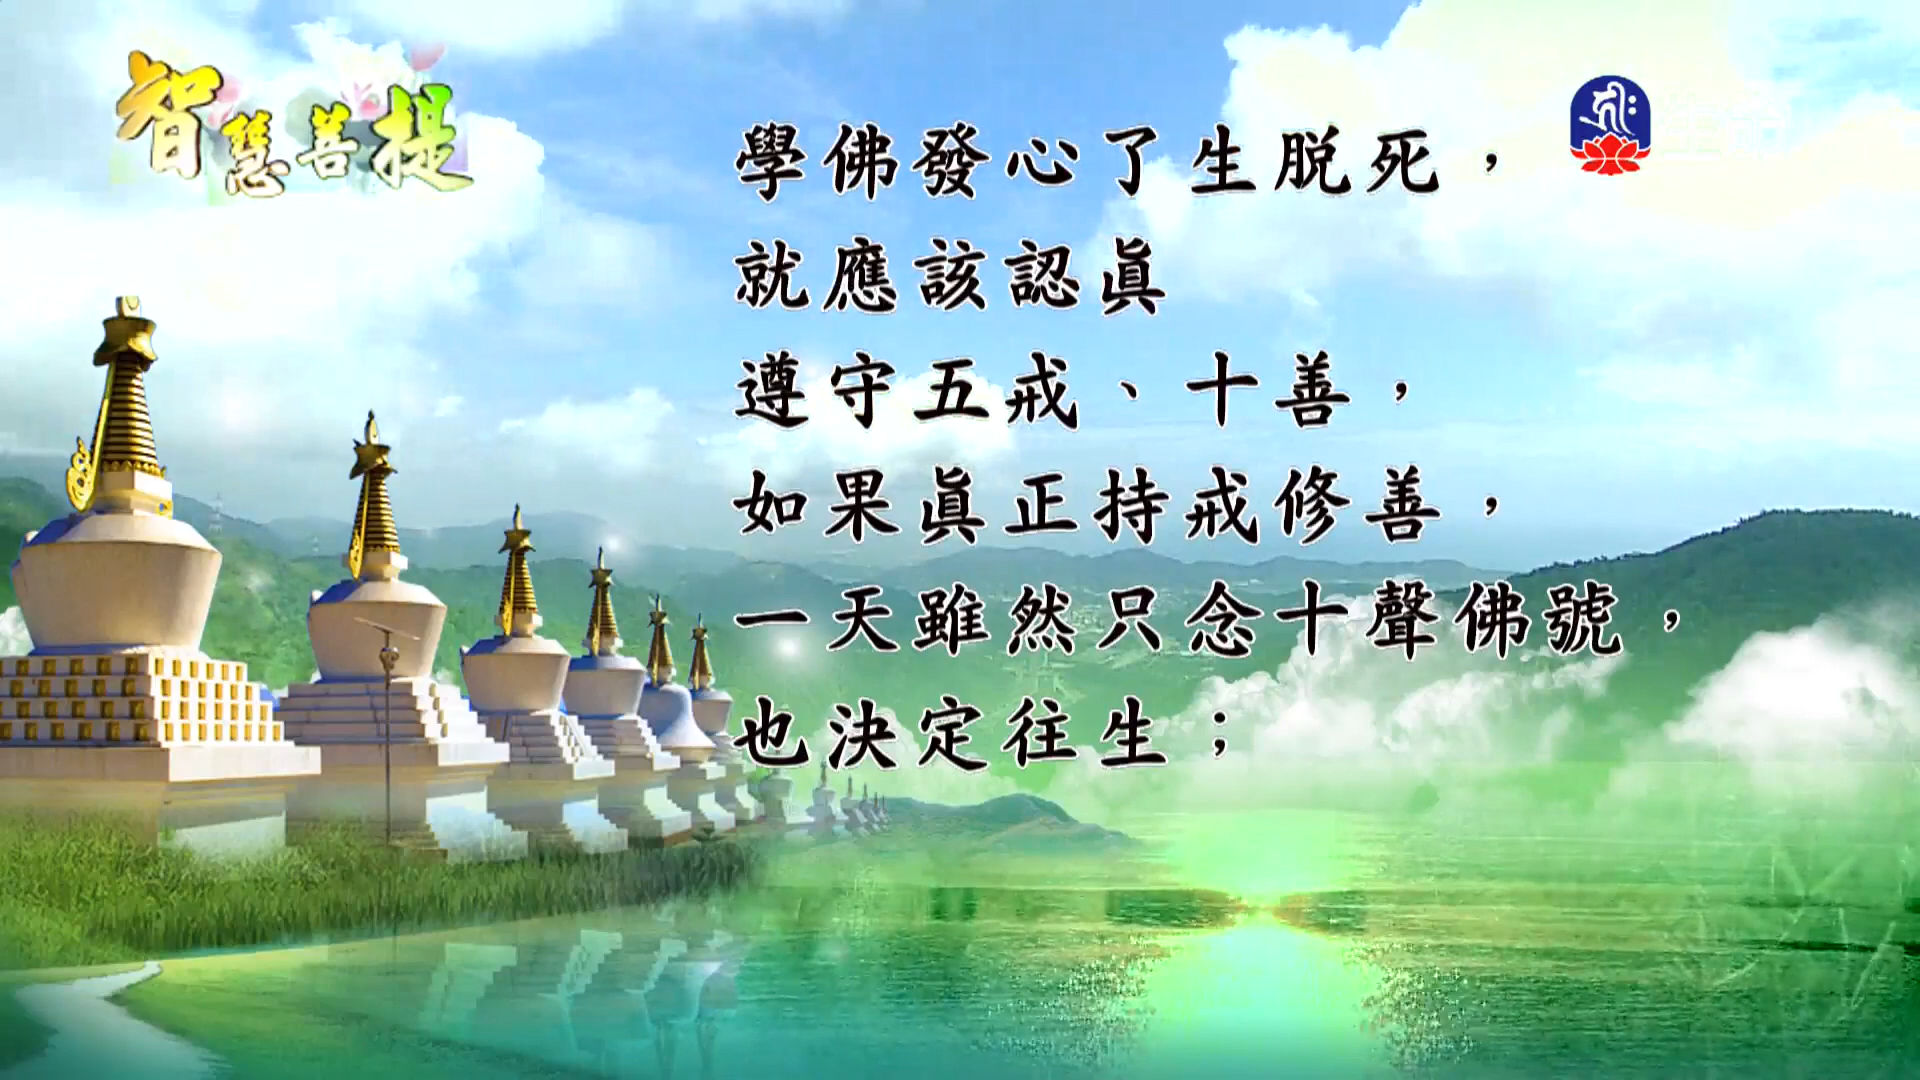 智慧菩提
學佛發心了生脫死，
就應該認眞
遵守五戒、十善，
如果眞正持戒修善，
一天雖然只念十聲佛號，
也決定往生；